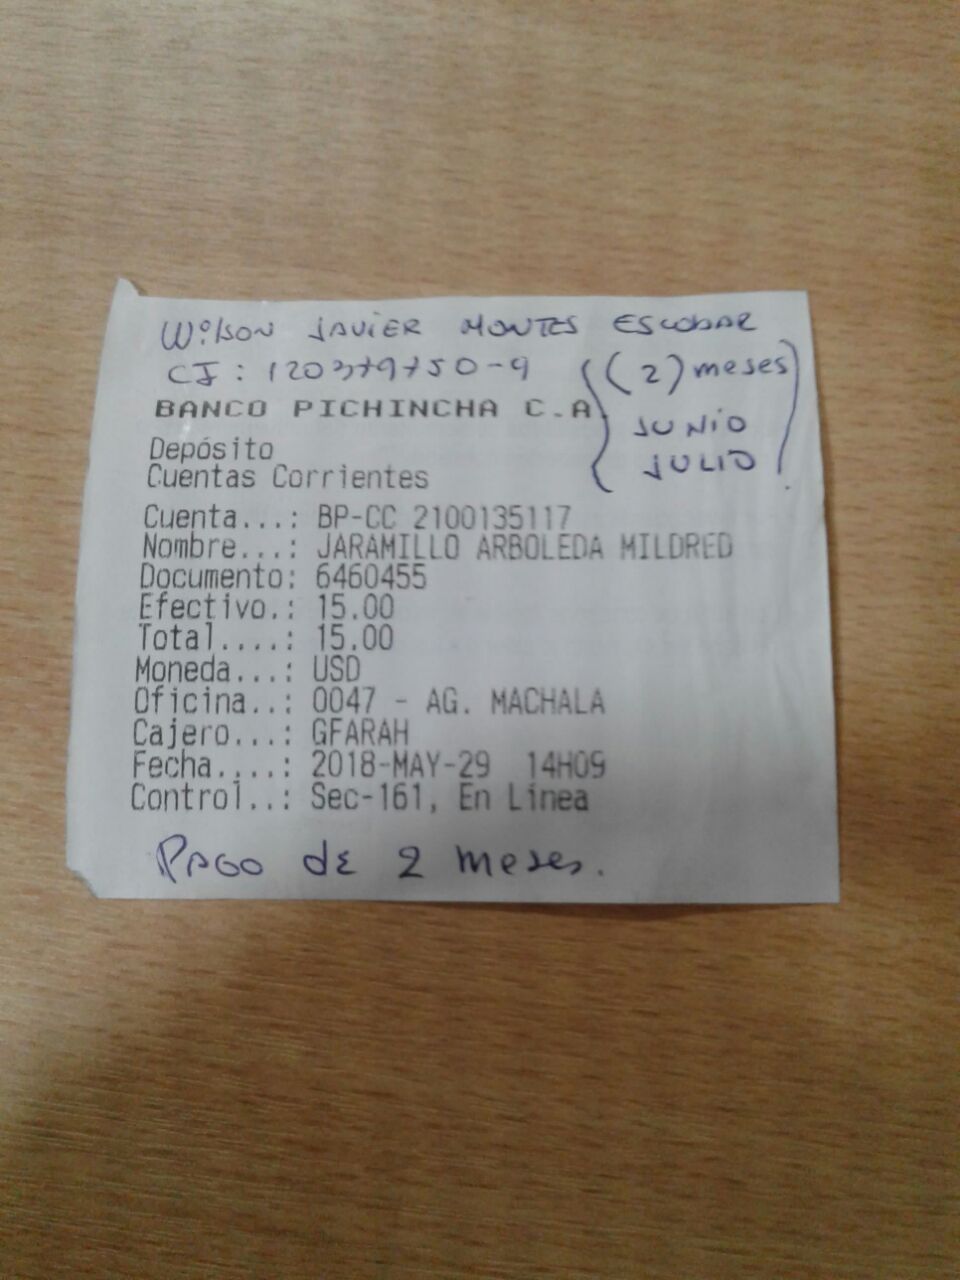 Wilson JAVIER MONTES ESCOBAR
CI: 120379750-9 (2) meses
BANCO PICHINCHA C.A.
JUNIO
Depósito
JULIO
Cuentas Corrientes
Cuenta...: BP-CC 2100135117
Nombre...: JARAMILLO ARBOLEDA MILDRED
Documento: 6460455
Efectivo.: 15.00
Total....: 15.00
Moneda...: USD
Oficina..: 0047 - AG. MACHALA
Cajero...: GFARAH
Fecha....: 2018-MAY-29 14H09
Control..: Sec-161, En Linea
PAGO de 2 meses.